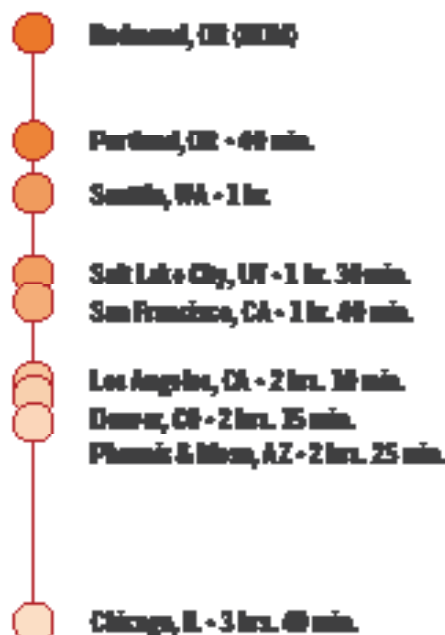 Redmond, OR (RDM)
Portland, OR - 40 min.
Seattle, WA - 1 hr.
Salt Lake City, UT - 1 hr. 30 min.
San Francisco, CA - 1 hr. 40 min.
Los Angeles, CA - 2 hrs. 10 min.
Denver, CO - 2 hrs. 15 min.
Phoenix & Mesa, AZ - 2 hrs. 25 min.
Chicago, IL - 3 hrs. 40 min.